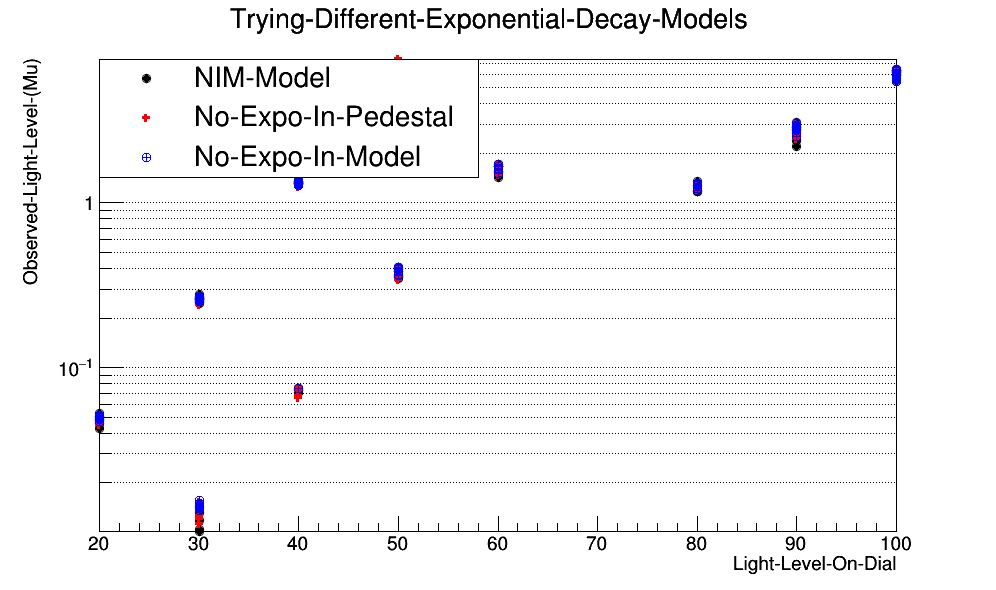 Trying-Different-Exponential-Decay-Models
Observed-Light-Level-(Mu)
NIM-Model
No-Expo-In-Pedestal
No-Expo-In-Model
1
10⁻¹
20 30 40 50 60 70 80 90 100
Light-Level-On-Dial